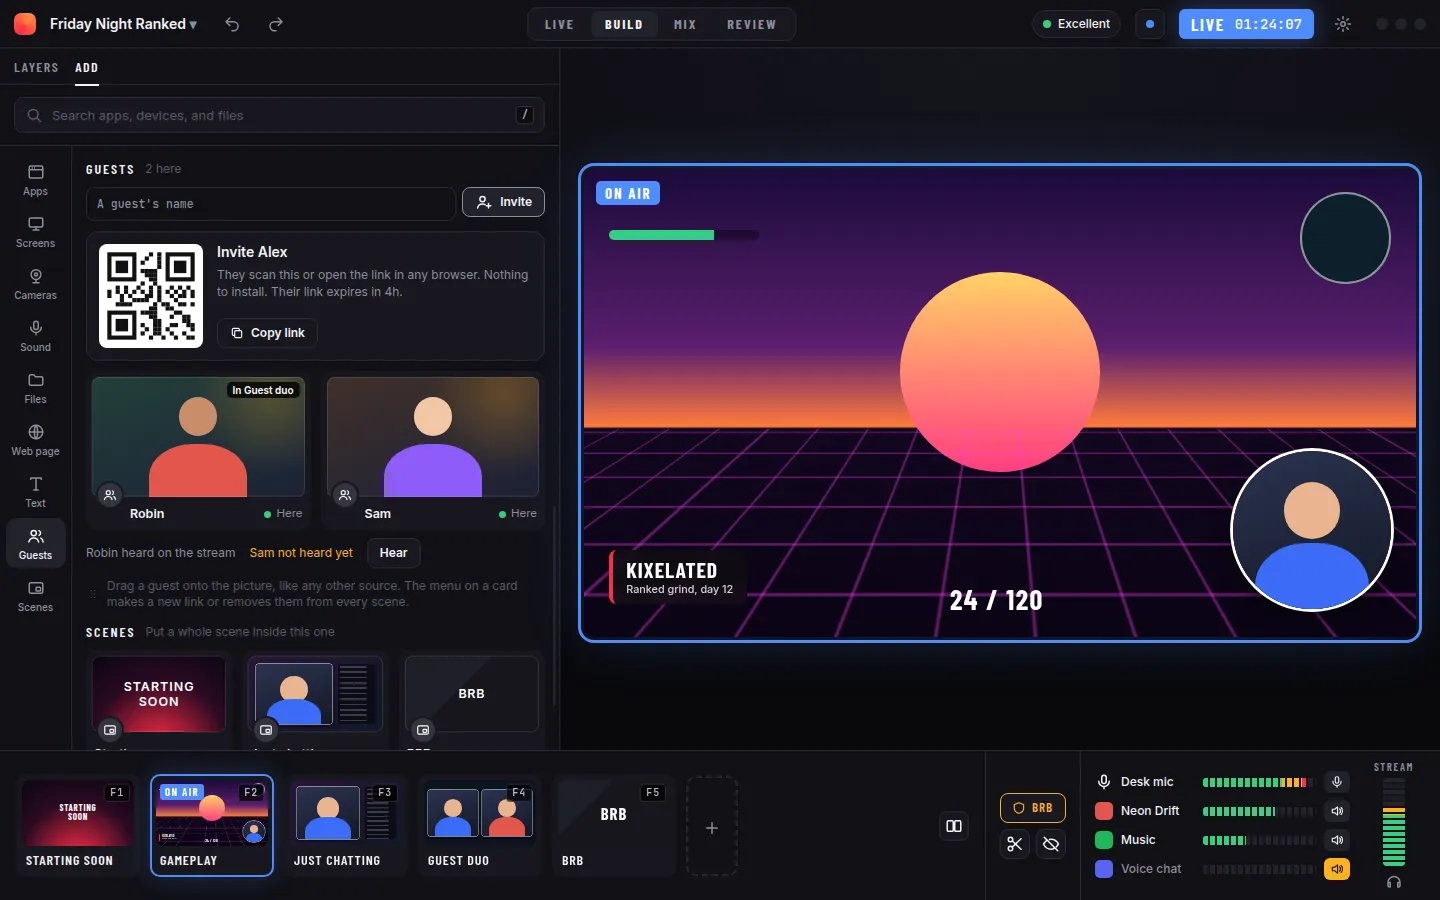 Friday Night Ranked
LIVE
BUILD
MIX
REVIEW
Excellent
LIVE 01:24:07
LAYERS
ADD
Search apps, devices, and files
/
Apps
Screens
Cameras
Sound
Files
Web page
Text
Guests
Scenes
GUESTS 2 here
A guest's name
Invite
Invite Alex
They scan this or open the link in any browser. Nothing
to install. Their link expires in 4h.
Copy link
In Guest duo
Robin
Here
Sam
Here
Robin heard on the stream
Sam not heard yet
Hear
Drag a guest onto the picture, like any other source. The menu on a card
makes a new link or removes them from every scene.
SCENES Put a whole scene inside this one
STARTING
SOON
BRB
ON AIR
KIXELATED
Ranked grind, day 12
24 / 120
F1
STARTING
SOON
STARTING SOON
ON AIR
F2
GAMEPLAY
F3
JUST CHATTING
F4
GUEST DUO
F5
BRB
BRB
BRB
Desk mic
Neon Drift
Music
Voice chat
STREAM